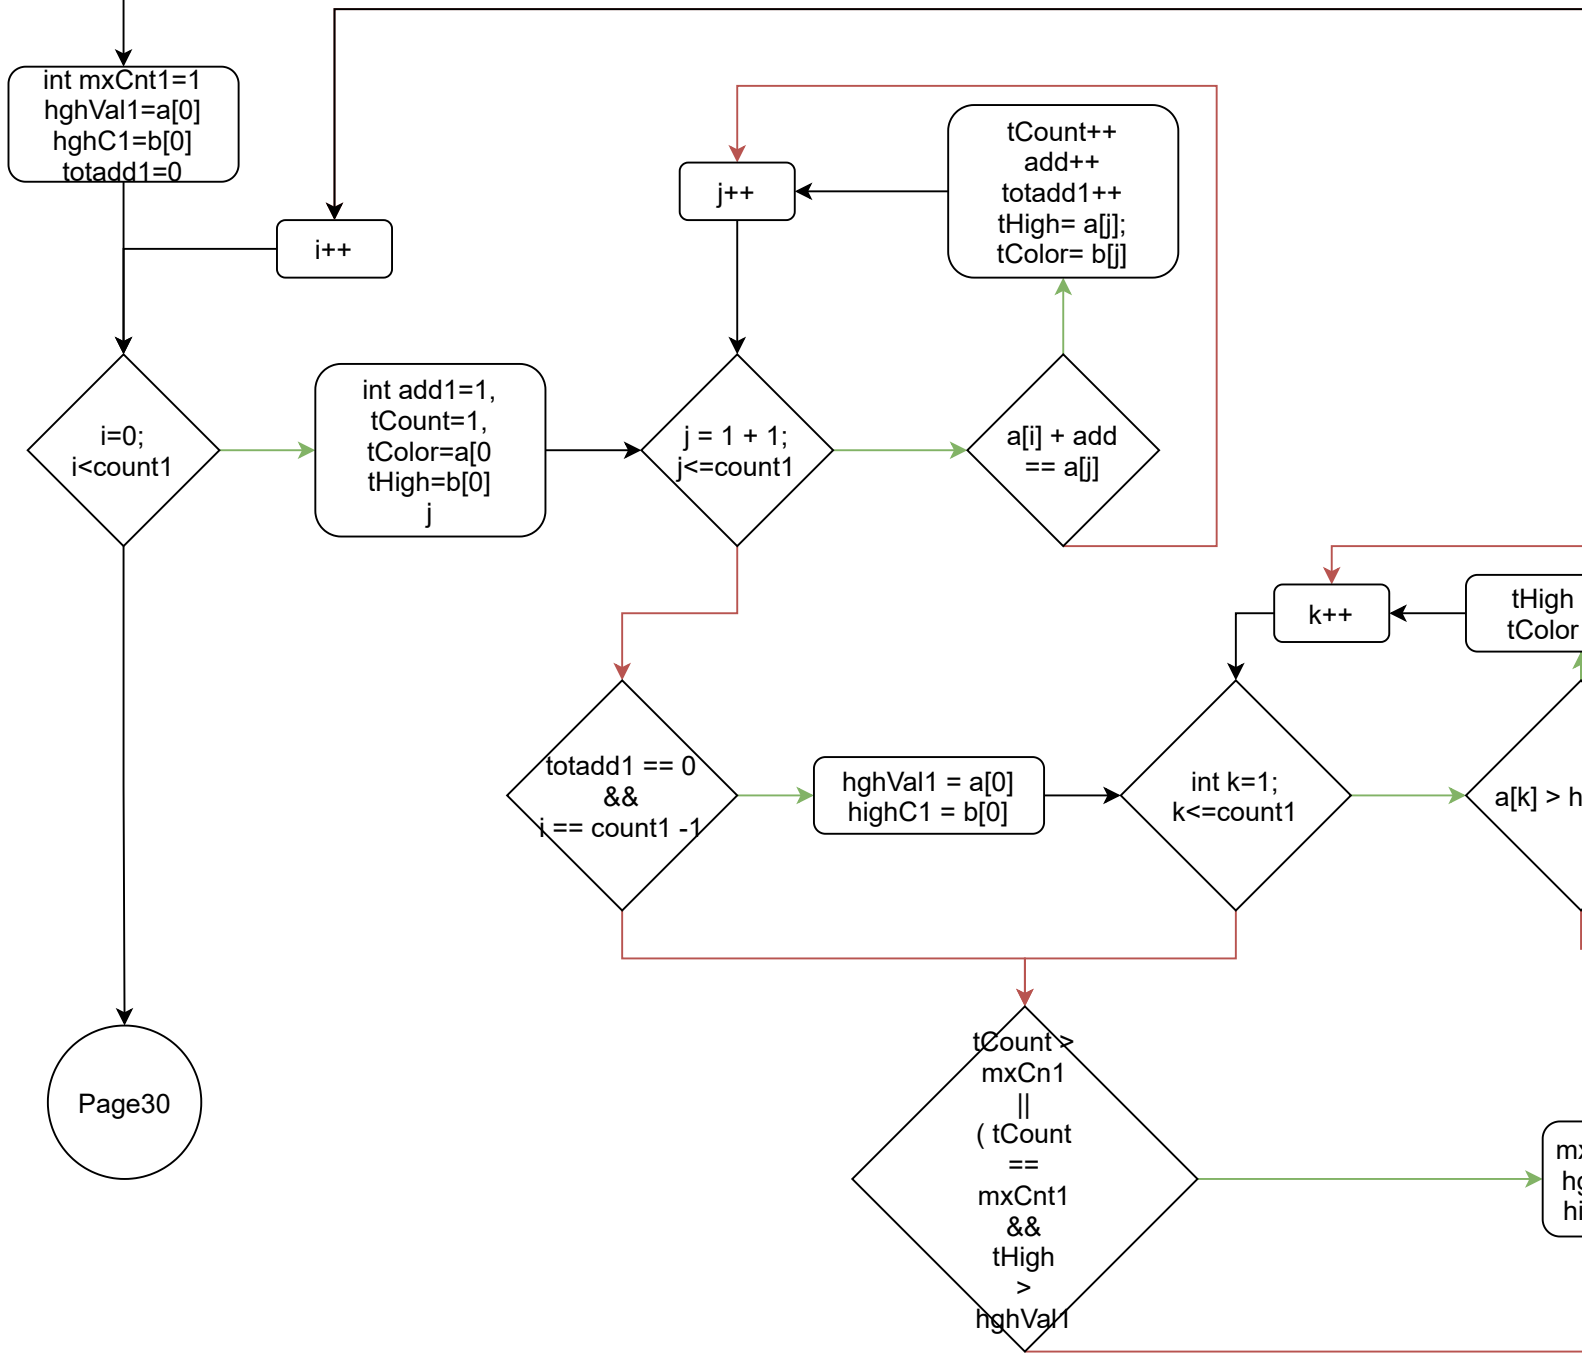 int mxCnt1=1
hghVal1=a[0]
hghC1=b[0]
totadd1=0
i++
j++
tCount++
add++
totadd1++
tHigh= a[j];
tColor= b[j]
i=0;
i<count1
int add1=1,
tCount=1,
tColor=a[0
tHigh=b[0]
j
j = 1 + 1;
j<=count1
a[i] + add
== a[j]
k++
tHigh
tColor
totadd1 == 0
&&
i == count1 -1
hghVal1 = a[0]
highC1 = b[0]
int k=1;
k<=count1
a[k] > h
tCount >
mxCn1
||
( tCount
==
mxCnt1
&&
tHigh
>
hghVal1
Page30